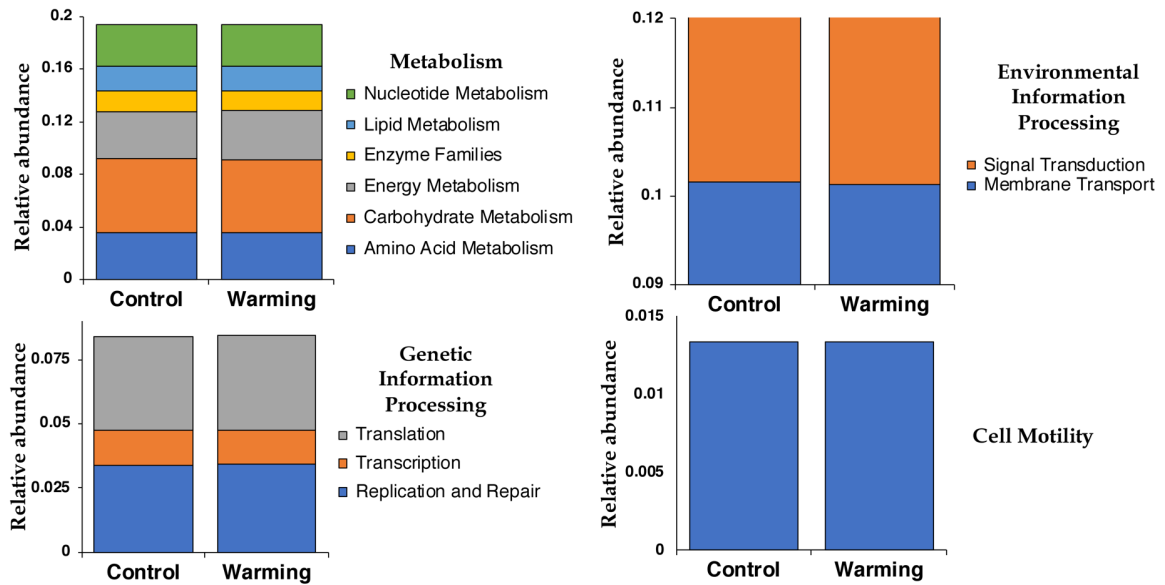 0.2
0.16
0.12
0.08
0.04
0
Relative abundance
Control
Warming
Metabolism
Nucleotide Metabolism
Lipid Metabolism
Enzyme Families
Energy Metabolism
Carbohydrate Metabolism
Amino Acid Metabolism
0.12
0.11
0.1
0.09
Relative abundance
Control
Warming
Environmental
Information
Processing
Signal Transduction
Membrane Transport
0.075
0.05
0.025
0
Relative abundance
Control
Warming
Genetic
Information
Processing
Translation
Transcription
Replication and Repair
0.015
0.01
0.005
0
Relative abundance
Control
Warming
Cell Motility